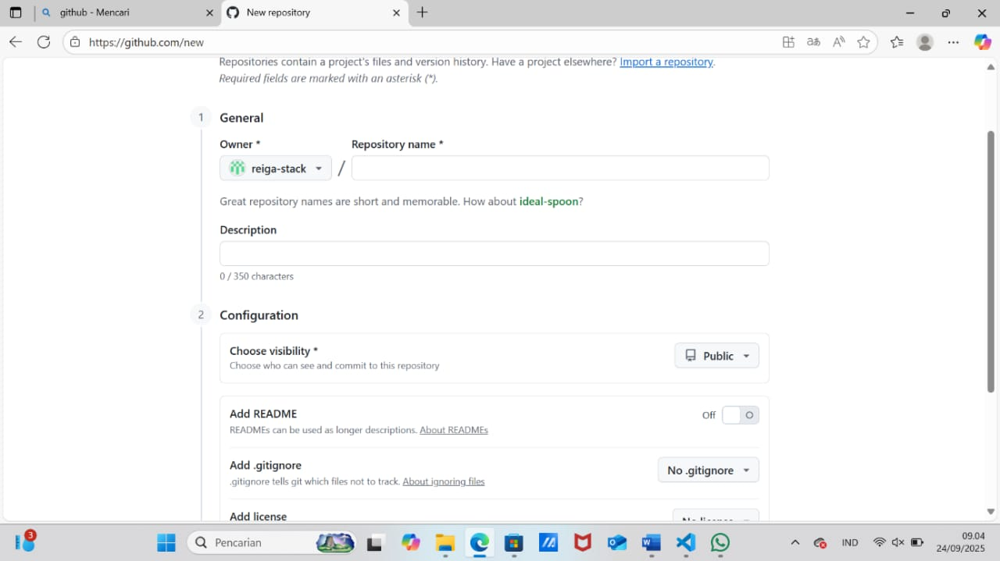 github - Mencari
New repository
https://github.com/new
Repositories contain a project's files and version history. Have a project elsewhere? Import a repository.
Required fields are marked with an asterisk (*).
1 General
Owner *
Repository name *
reiga-stack
/
Great repository names are short and memorable. How about ideal-spoon?
Description
0 / 350 characters
2 Configuration
Choose visibility *
Choose who can see and commit to this repository
Public
Add README
READMEs can be used as longer descriptions. About READMEs
Off
Add .gitignore
.gitignore tells git which files not to track. About ignoring files
No .gitignore
Add license
No license
3
Pencarian
IND
09.04
24/09/2025